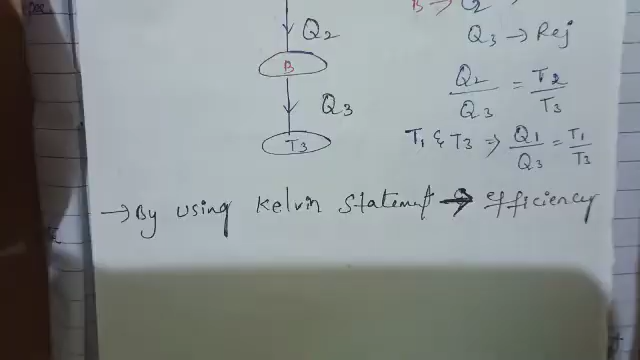 B → Q2
Q2
Q3 → Rej
B
Q2/Q3 = T2/T3
Q3
T1 & T3 ⇒ Q1/Q3 = T1/T3
T3
→ By using Kelvin Statement → efficiency